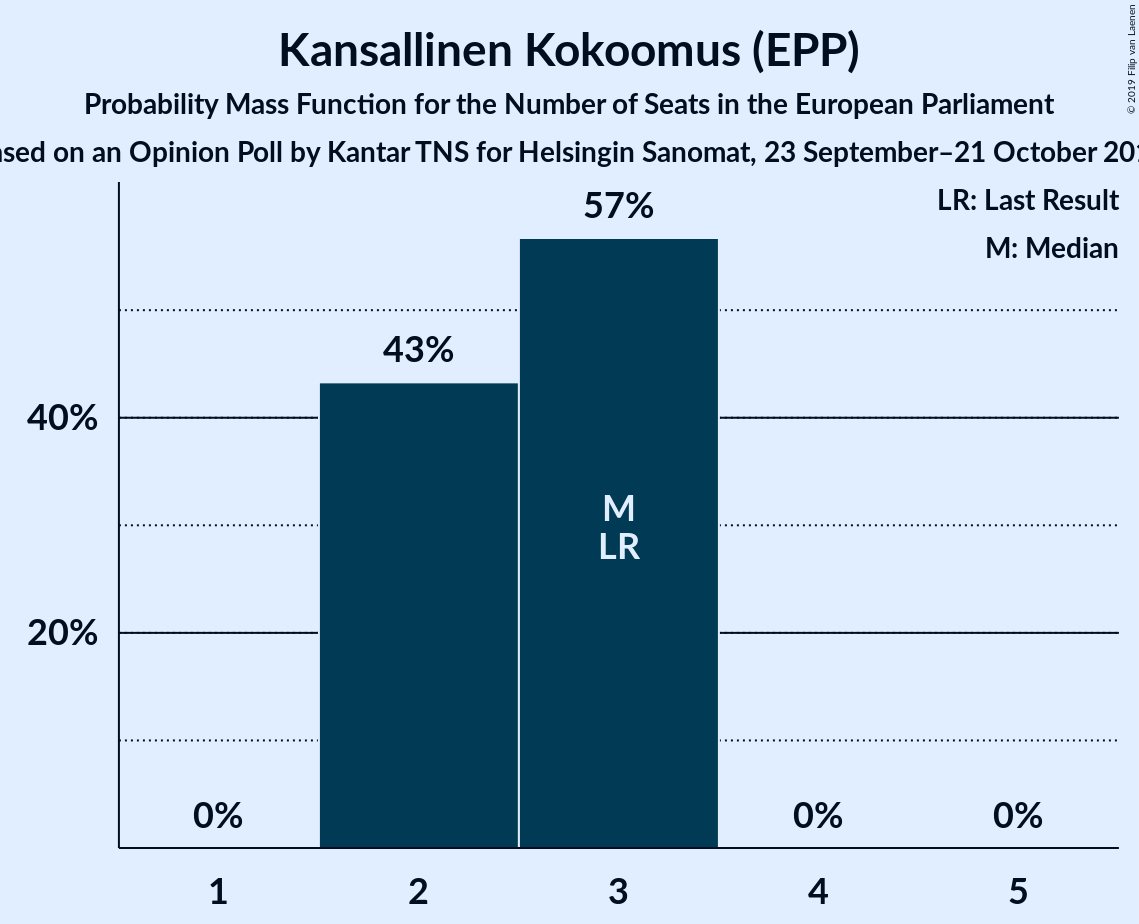 © 2019 Filip van Laenen
Kansallinen Kokoomus (EPP)
Probability Mass Function for the Number of Seats in the European Parliament
on an Opinion Poll by Kantar TNS for Helsingin Sanomat, 23 September–21 October
LR: Last Result
M: Median
57%
43%
40%
M
LR
20%
0%
0%
0%
1
2
3
4
5